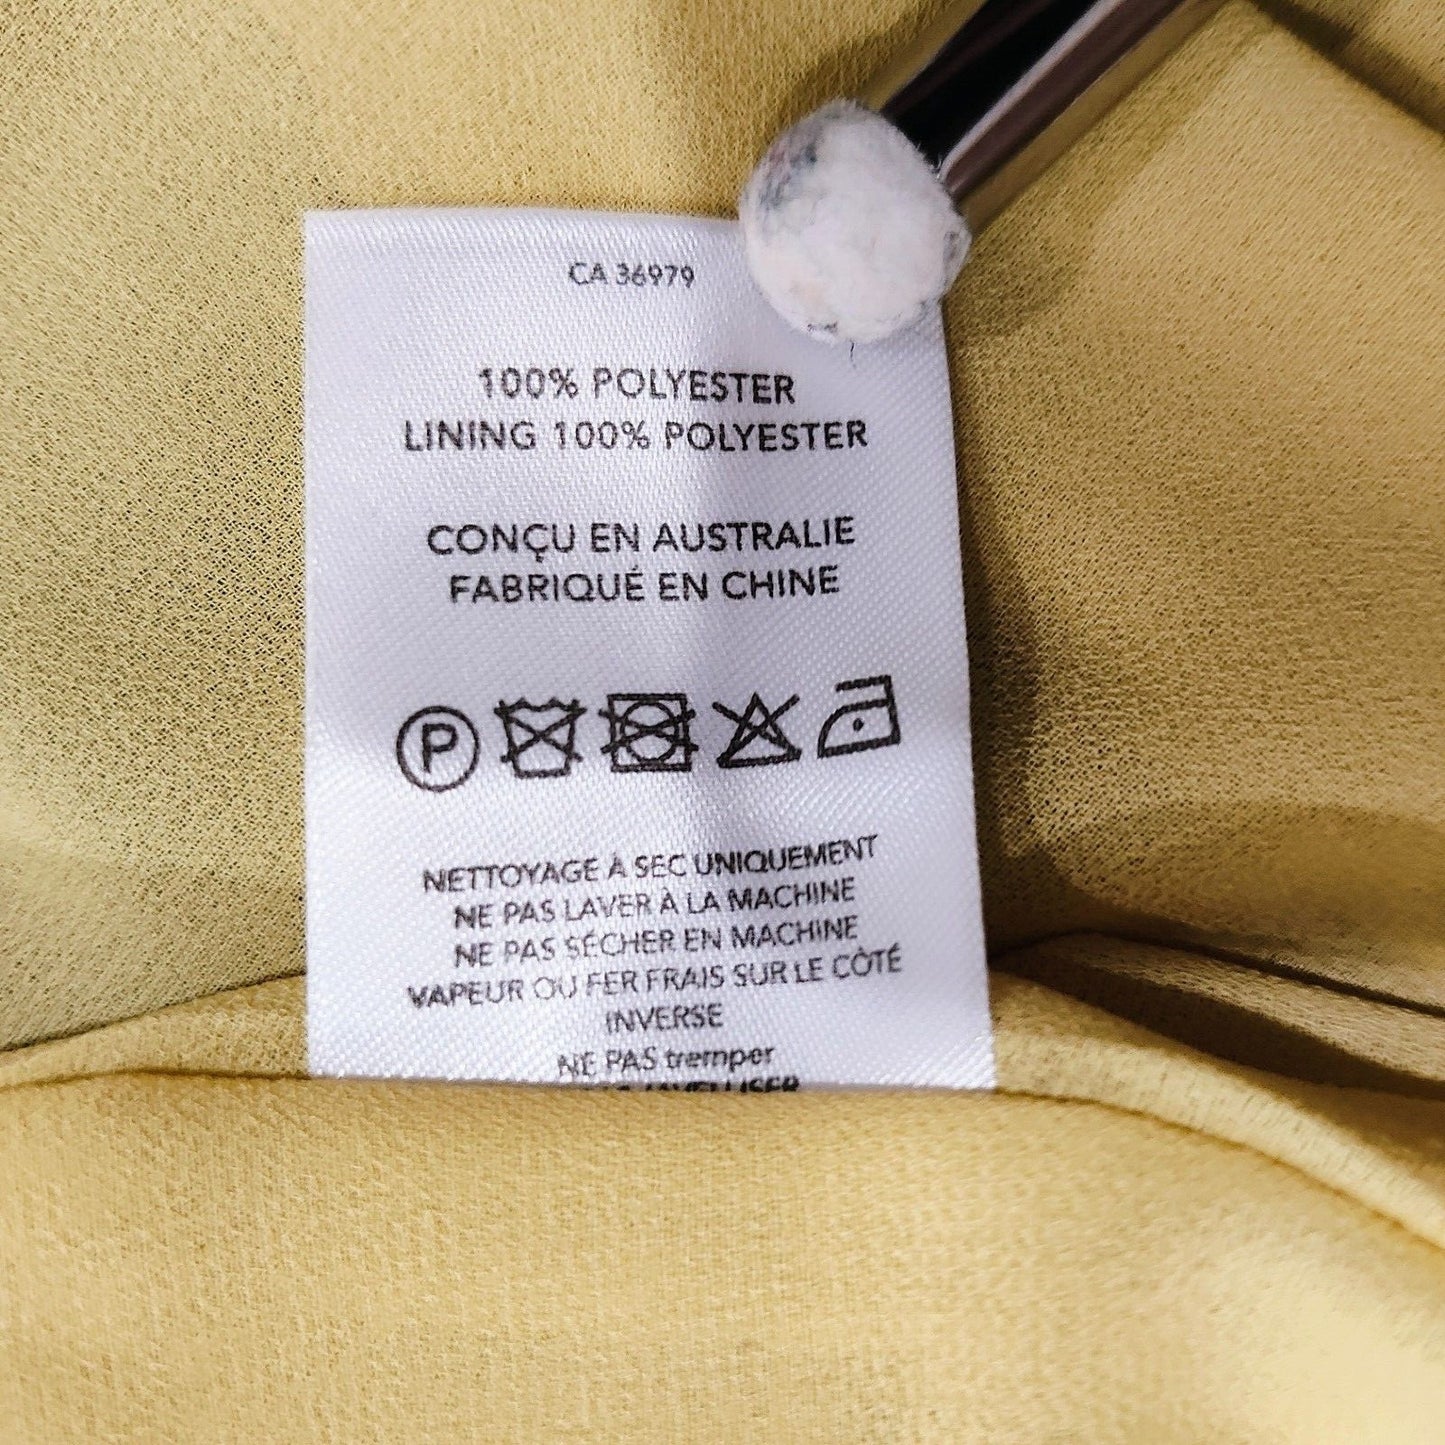 CA 36979
100% POLYESTER
LINING 100% POLYESTER
CONÇU EN AUSTRALIE
FABRIQUÉ EN CHINE
P
NETTOYAGE À SEC UNIQUEMENT
NE PAS LAVER À LA MACHINE
NE PAS SÉCHER EN MACHINE
VAPEUR OU FER FRAIS SUR LE CÔTÉ
INVERSE
NE PAS tremper